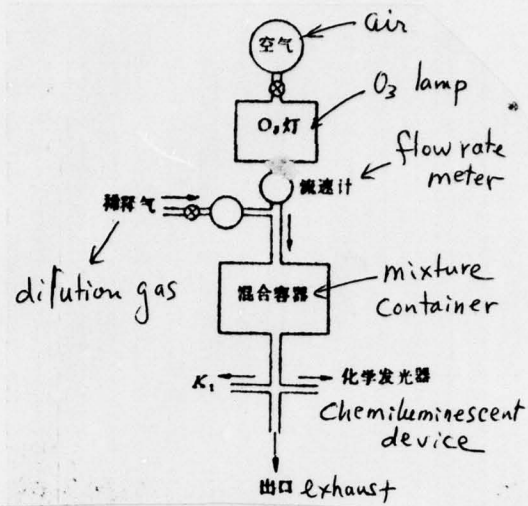 空气
air
O₃灯
O₃ lamp
流速计
flow rate
meter
稀释气
dilution gas
混合容器
mixture
container
K₁
化学发光器
Chemiluminescent
device
出口
exhaust